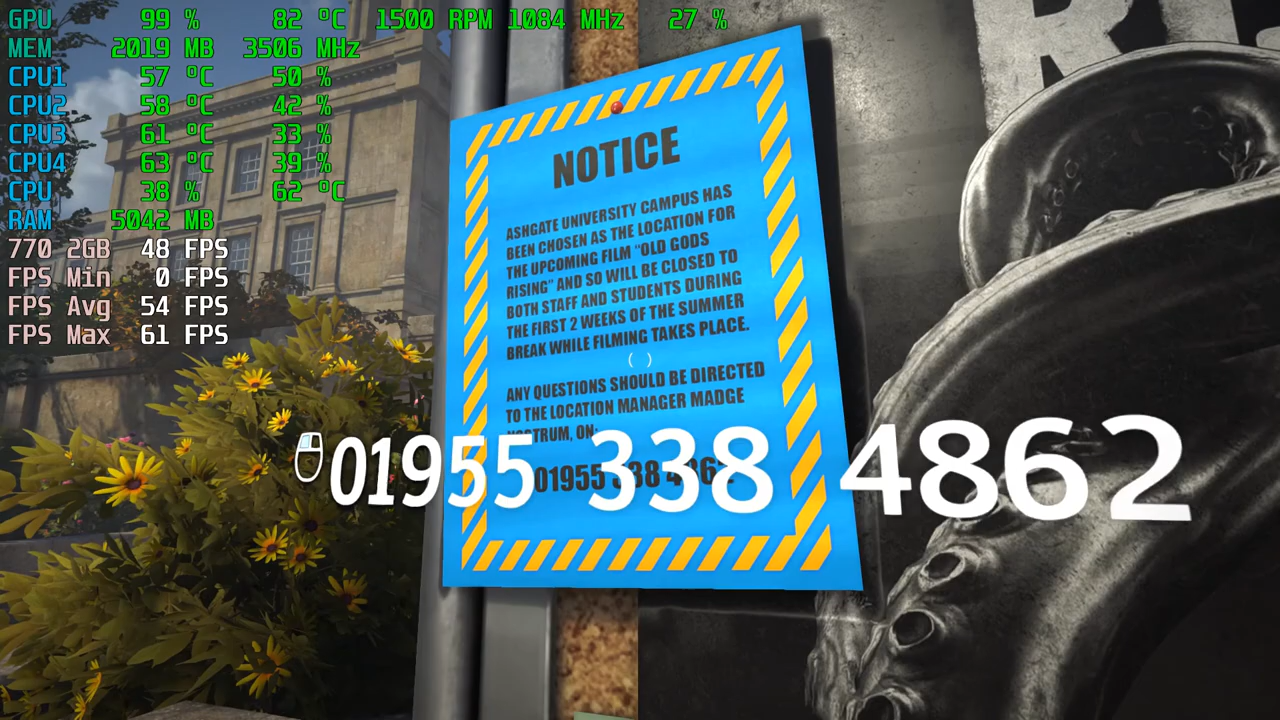 GPU 99 % 82 °C 1500 RPM 1084 MHz 27 %
MEM 2019 MB 3506 MHz
CPU1 57 °C 50 %
CPU2 58 °C 42 %
CPU3 61 °C 33 %
CPU4 63 °C 39 %
CPU 38 % 62 °C
RAM 5042 MB
770 2GB 48 FPS
FPS Min 0 FPS
FPS Avg 54 FPS
FPS Max 61 FPS
NOTICE
ASHGATE UNIVERSITY CAMPUS HAS
BEEN CHOSEN AS THE LOCATION FOR
THE UPCOMING FILM "OLD GODS
RISING" AND SO WILL BE CLOSED TO
BOTH STAFF AND STUDENTS DURING
THE FIRST 2 WEEKS OF THE SUMMER
BREAK WHILE FILMING TAKES PLACE.
ANY QUESTIONS SHOULD BE DIRECTED
TO THE LOCATION MANAGER MADGE
NOSTRUM, ON:
01955 338 4862
01955 338 4862